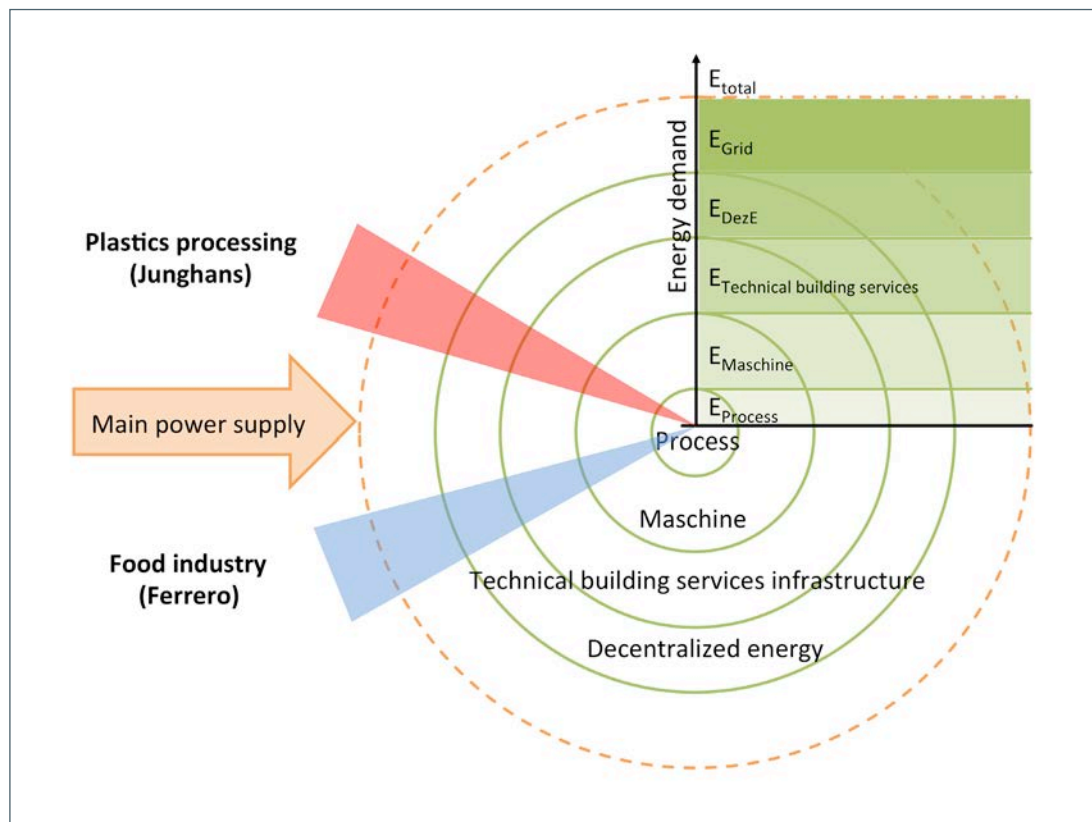 E_total
E_Grid
E_DezE
E_Technical building services
E_Maschine
E_Process
Energy demand
Plastics processing
(Junghans)
Main power supply
Food industry
(Ferrero)
Process
Maschine
Technical building services infrastructure
Decentralized energy